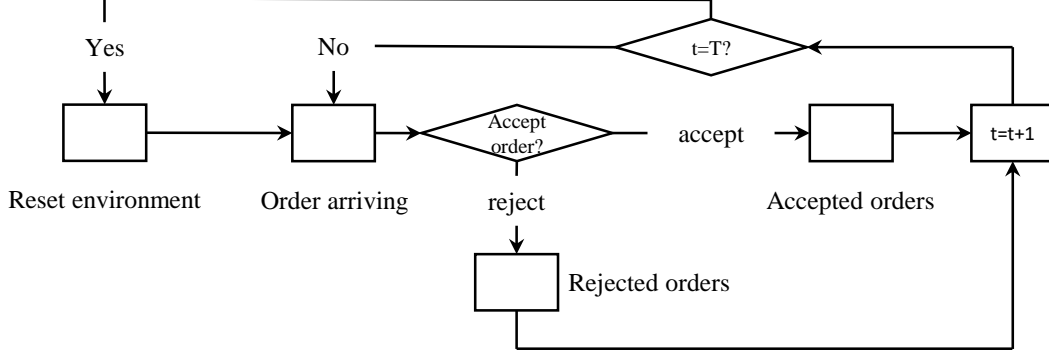 Yes
No
t=T?
Accept
order?
accept
t=t+1
Reset environment
Order arriving
reject
Accepted orders
Rejected orders